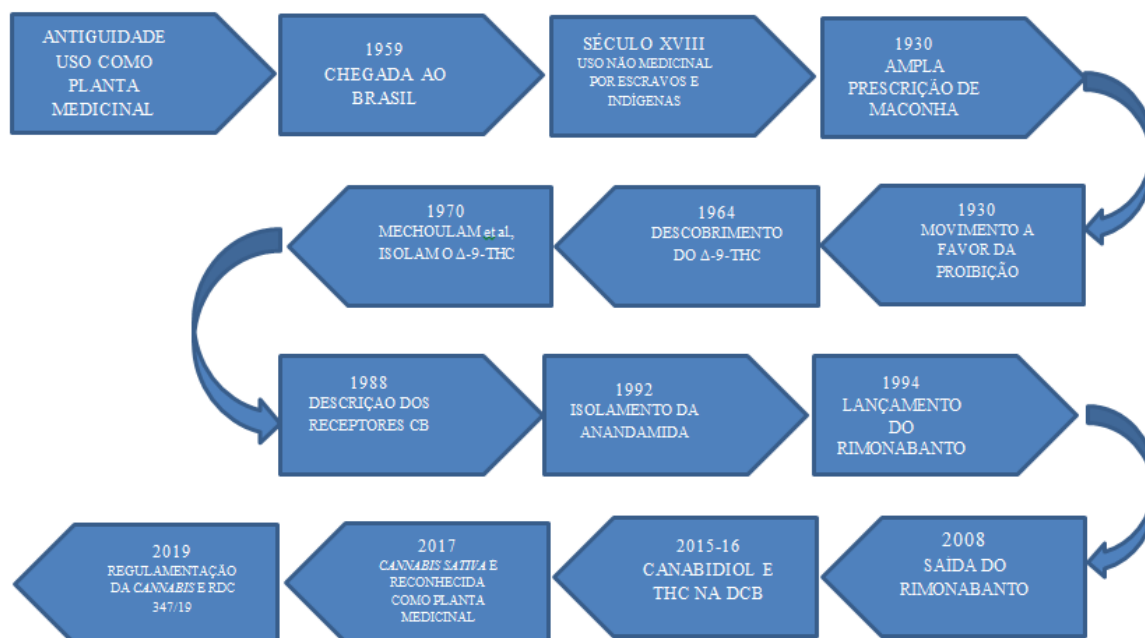 ANTIGUIDADE
USO COMO
PLANTA
MEDICINAL
1959
CHEGADA AO
BRASIL
SÉCULO XVIII
USO NÃO MEDICINAL
POR ESCRAVOS E
INDÍGENAS
1930
AMPLA
PRESCRIÇÃO DE
MACONHA
1930
MOVIMENTO A
FAVOR DA
PROIBIÇÃO
1964
DESCOBRIMENTO
DO Δ-9-THC
1970
MECHOULAM et al.,
ISOLAM O Δ-9-THC
1988
DESCRIÇAO DOS
RECEPTORES CB
1992
ISOLAMENTO DA
ANANDAMIDA
1994
LANÇAMENTO
DO
RIMONABANTO
2008
SAÍDA DO
RIMONABANTO
2015-16
CANABIDIOL E
THC NA DCB
2017
CANNABIS SATIVA E
RECONHECIDA
COMO PLANTA
MEDICINAL
2019
REGULAMENTAÇÃO
DA CANNABIS E RDC
347/19